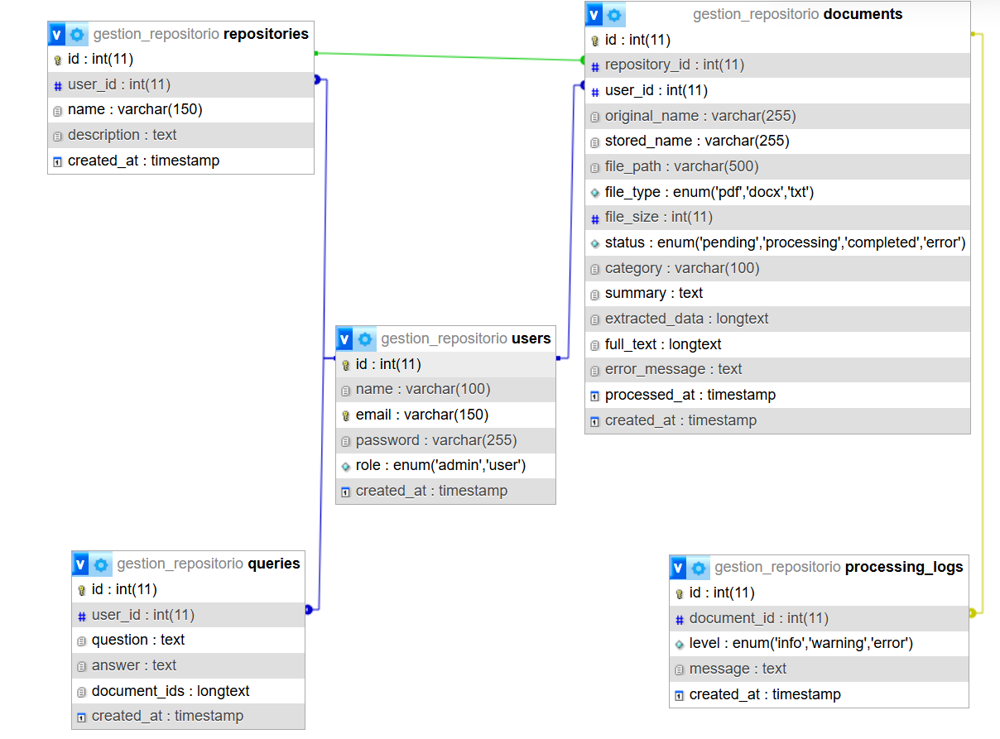 gestion_repositorio repositories
id : int(11)
user_id : int(11)
name : varchar(150)
description : text
created_at : timestamp
gestion_repositorio documents
id : int(11)
repository_id : int(11)
user_id : int(11)
original_name : varchar(255)
stored_name : varchar(255)
file_path : varchar(500)
file_type : enum('pdf','docx','txt')
file_size : int(11)
status : enum('pending','processing','completed','error')
category : varchar(100)
summary : text
extracted_data : longtext
full_text : longtext
error_message : text
processed_at : timestamp
created_at : timestamp
gestion_repositorio users
id : int(11)
name : varchar(100)
email : varchar(150)
password : varchar(255)
role : enum('admin','user')
created_at : timestamp
gestion_repositorio queries
id : int(11)
user_id : int(11)
question : text
answer : text
document_ids : longtext
created_at : timestamp
gestion_repositorio processing_logs
id : int(11)
document_id : int(11)
level : enum('info','warning','error')
message : text
created_at : timestamp